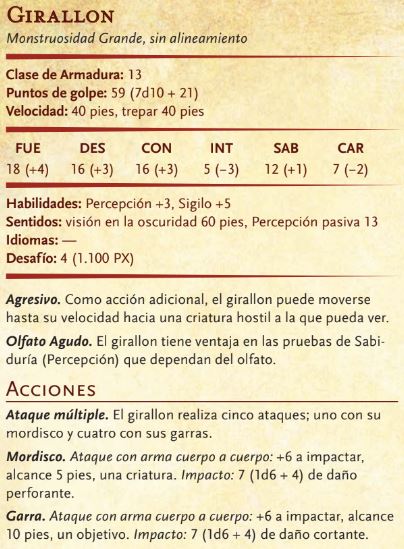 GIRALLON
Monstruosidad Grande, sin alineamiento
Clase de Armadura: 13
Puntos de golpe: 59 (7d10 + 21)
Velocidad: 40 pies, trepar 40 pies
FUE DES CON INT SAB CAR
18 (+4) 16 (+3) 16 (+3) 5 (−3) 12 (+1) 7 (−2)
Habilidades: Percepción +3, Sigilo +5
Sentidos: visión en la oscuridad 60 pies, Percepción pasiva 13
Idiomas: —
Desafío: 4 (1.100 PX)
Agresivo. Como acción adicional, el girallon puede moverse
hasta su velocidad hacia una criatura hostil a la que pueda ver.
Olfato Agudo. El girallon tiene ventaja en las pruebas de Sabi-
duría (Percepción) que dependan del olfato.
ACCIONES
Ataque múltiple. El girallon realiza cinco ataques; uno con su
mordisco y cuatro con sus garras.
Mordisco. Ataque con arma cuerpo a cuerpo: +6 a impactar,
alcance 5 pies, una criatura. Impacto: 7 (1d6 + 4) de daño
perforante.
Garra. Ataque con arma cuerpo a cuerpo: +6 a impactar, alcance
10 pies, un objetivo. Impacto: 7 (1d6 + 4) de daño cortante.